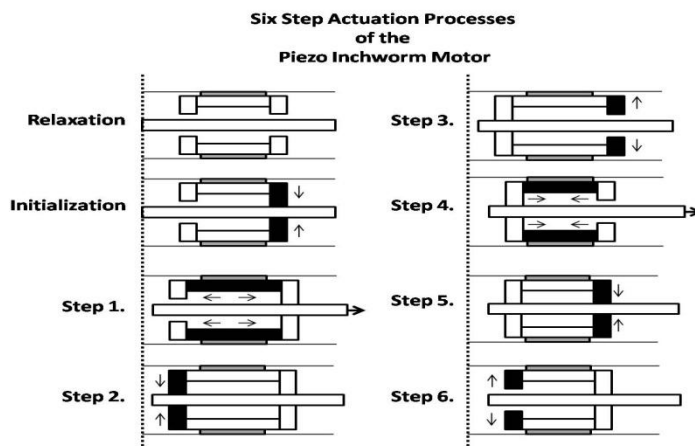 Six Step Actuation Processes
of the
Piezo Inchworm Motor
Relaxation
Initialization
Step 1.
Step 2.
Step 3.
Step 4.
Step 5.
Step 6.